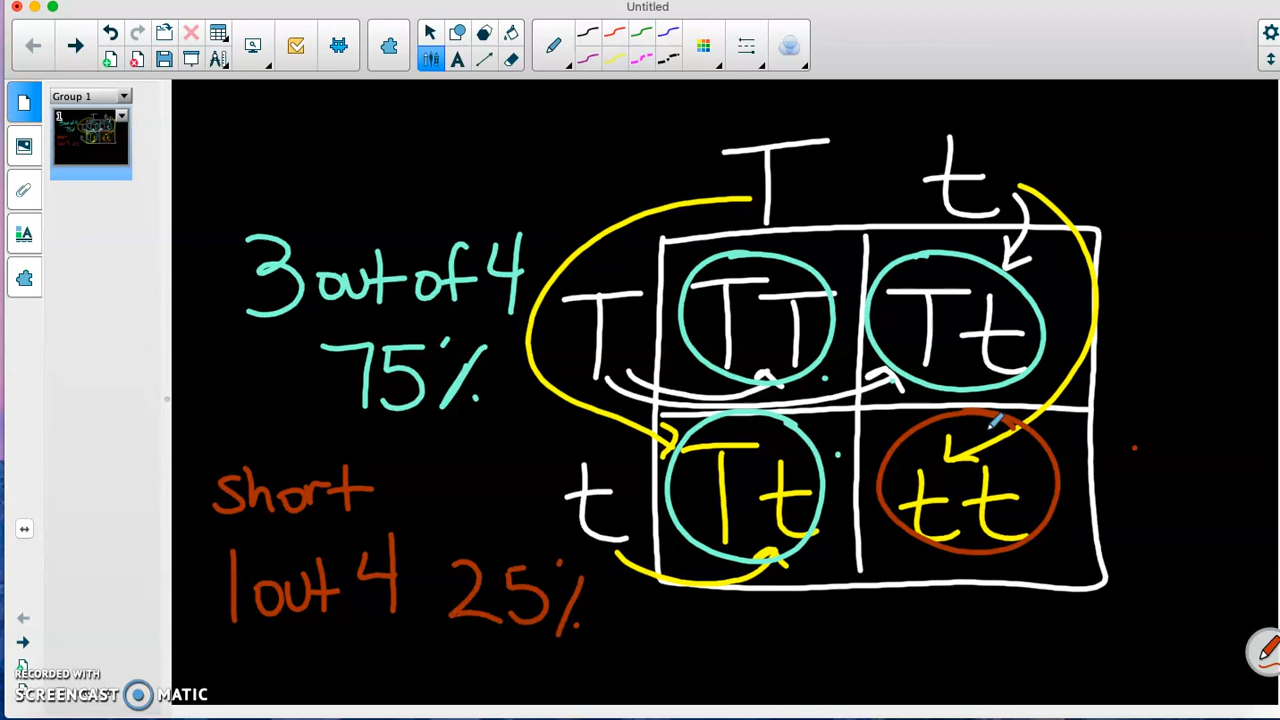 Untitled
Group 1
1
T t
3 out of 4
75%
T TT Tt
t Tt tt
short
1 out 4 25%
RECORDED WITH
SCREENCAST MATIC